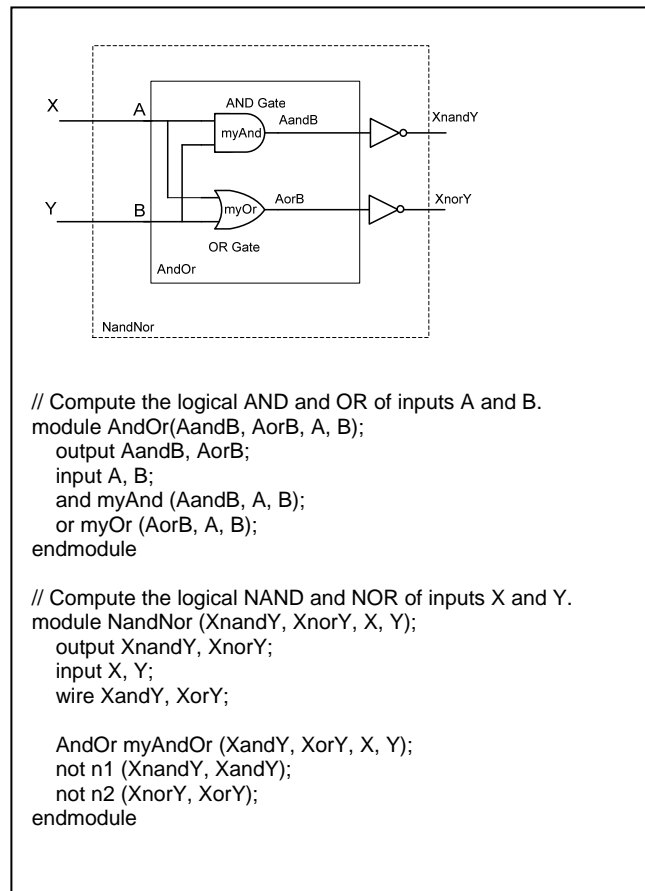 X
A
AND Gate
myAnd
AandB
XnandY
Y
B
myOr
AorB
XnorY
OR Gate
AndOr
NandNor
// Compute the logical AND and OR of inputs A and B.
module AndOr(AandB, AorB, A, B);
output AandB, AorB;
input A, B;
and myAnd (AandB, A, B);
or myOr (AorB, A, B);
endmodule
// Compute the logical NAND and NOR of inputs X and Y.
module NandNor (XnandY, XnorY, X, Y);
output XnandY, XnorY;
input X, Y;
wire XandY, XorY;
AndOr myAndOr (XandY, XorY, X, Y);
not n1 (XnandY, XandY);
not n2 (XnorY, XorY);
endmodule